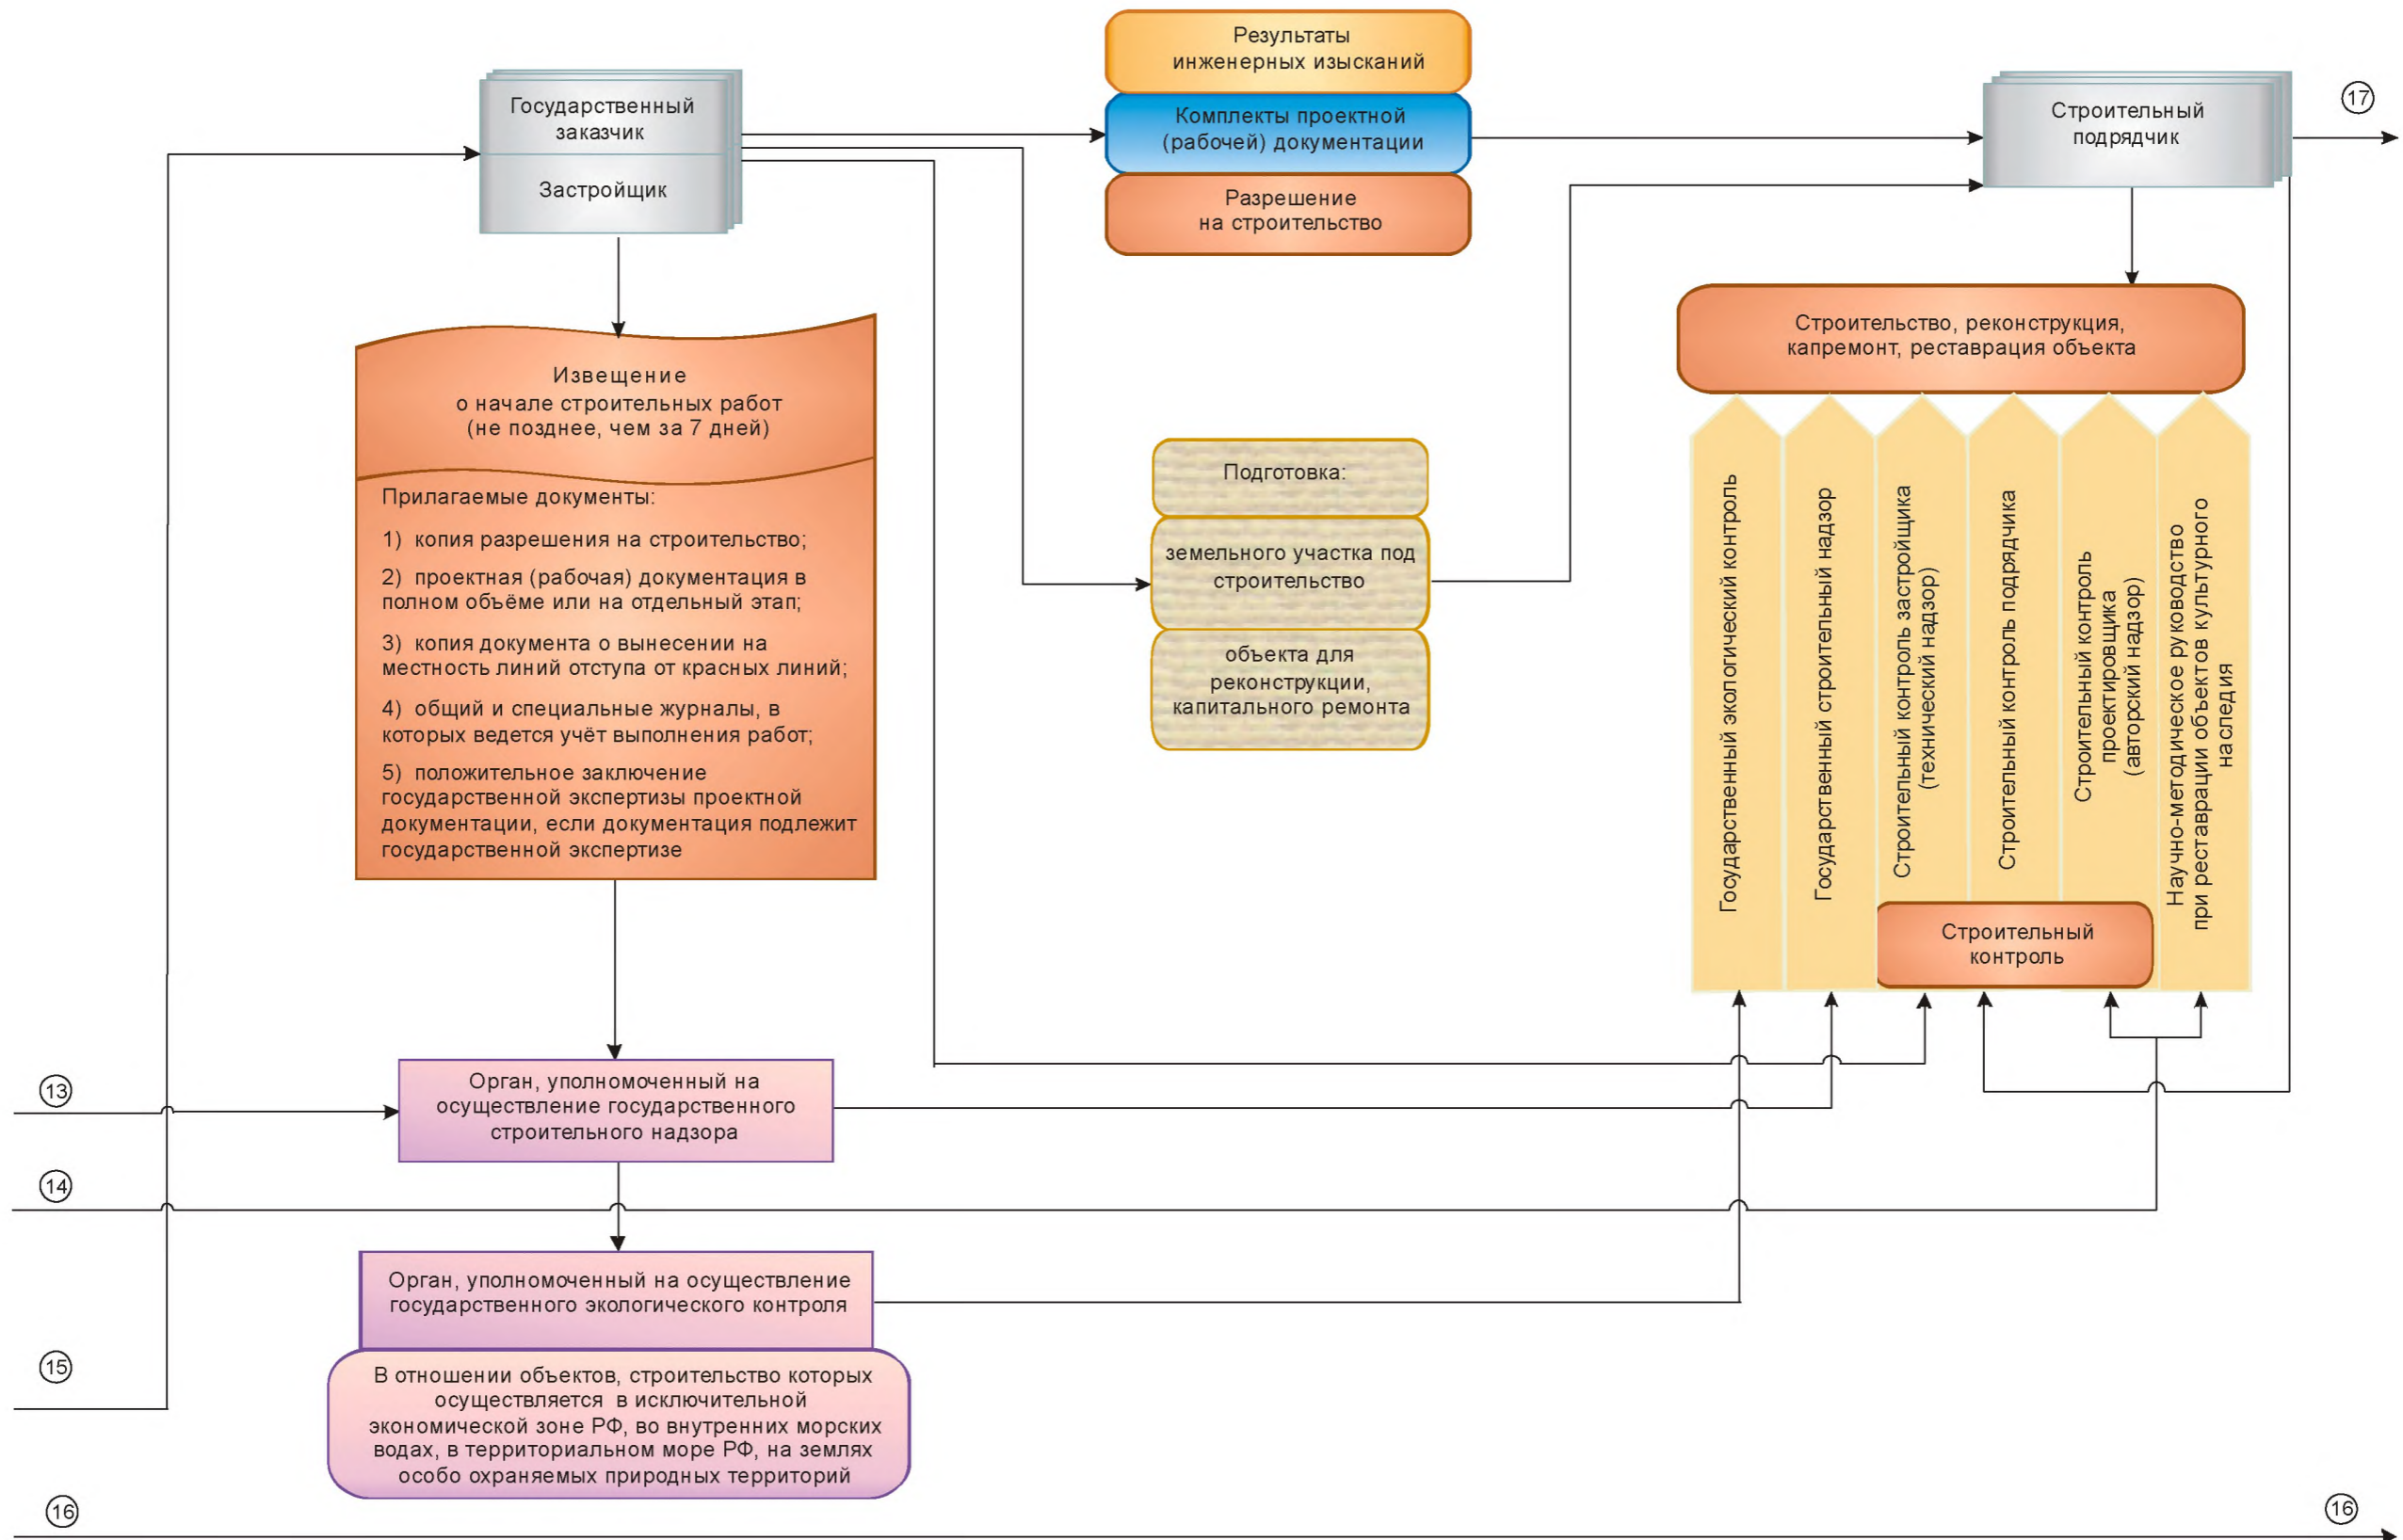 Государственный
заказчик
Застройщик
Результаты
инженерных изысканий
Комплекты проектной
(рабочей) документации
Разрешение
на строительство
Строительный
подрядчик
17
Извещение
о начале строительных работ
(не позднее, чем за 7 дней)
Прилагаемые документы:
1) копия разрешения на строительство;
2) проектная (рабочая) документация в
полном объёме или на отдельный этап;
3) копия документа о вынесении на
местность линий отступа от красных линий;
4) общий и специальные журналы, в
которых ведется учёт выполнения работ;
5) положительное заключение
государственной экспертизы проектной
документации, если документация подлежит
государственной экспертизе
Подготовка:
земельного участка под
строительство
объекта для
реконструкции,
капитального ремонта
Строительство, реконструкция,
капремонт, реставрация объекта
Государственный экологический контроль
Государственный строительный надзор
Строительный контроль застройщика
(технический надзор)
Строительный контроль подрядчика
Строительный контроль
проектировщика
(авторский надзор)
Научно-методическое руководство
при реставрации объектов культурного
наследия
Строительный
контроль
13
Орган, уполномоченный на
осуществление государственного
строительного надзора
14
Орган, уполномоченный на осуществление
государственного экологического контроля
15
В отношении объектов, строительство которых
осуществляется в исключительной
экономической зоне РФ, во внутренних морских
водах, в территориальном море РФ, на землях
особо охраняемых природных территорий
16
16